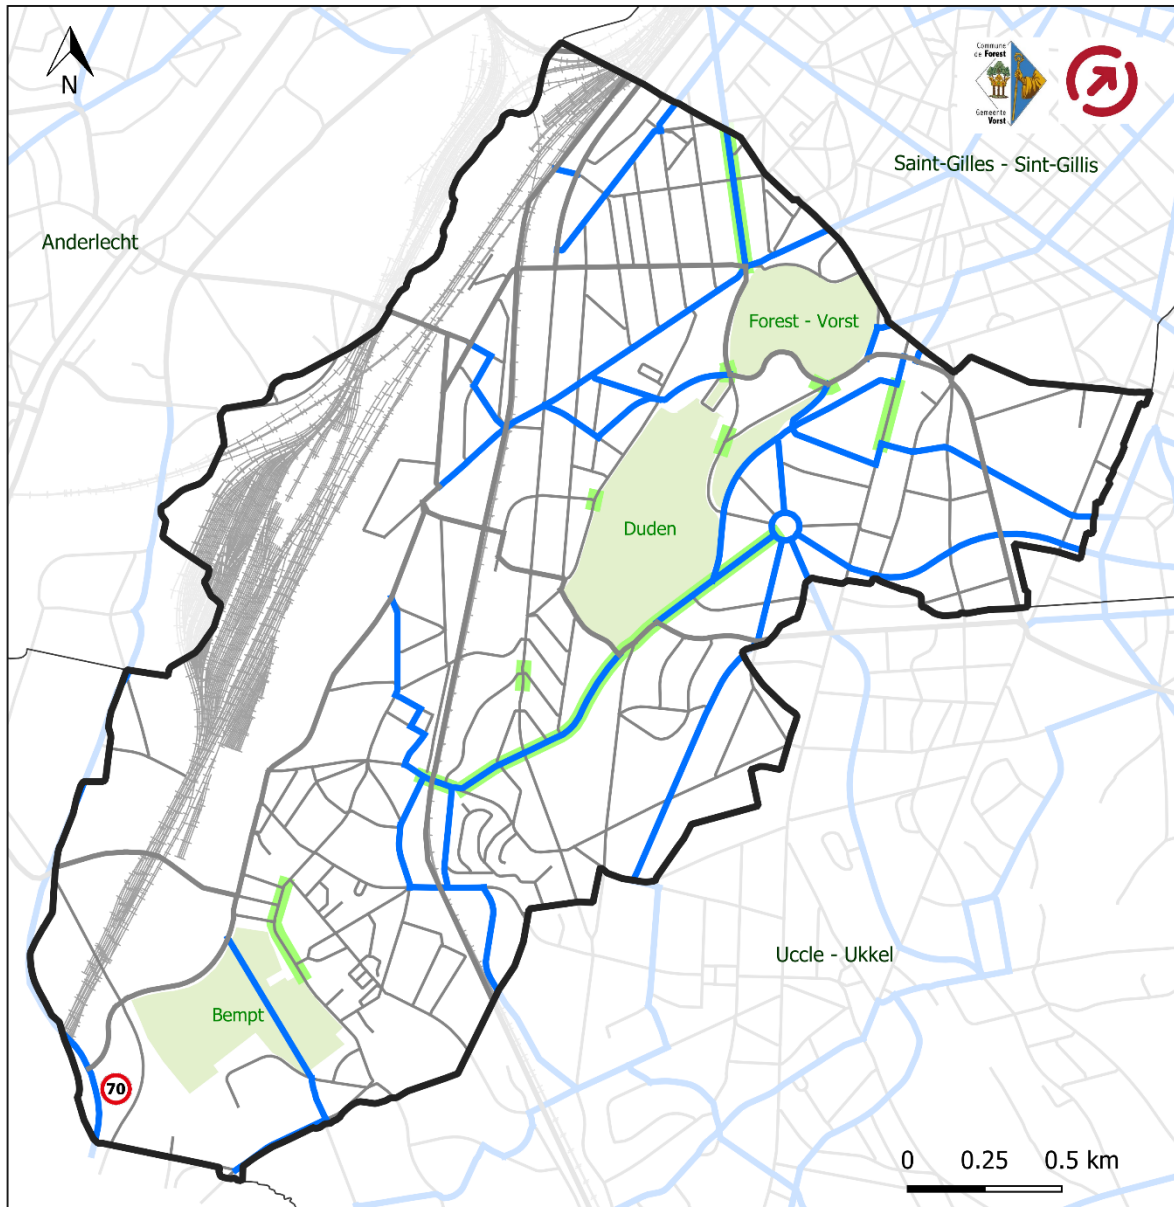 N
Commune
de Forest
Gemeente
Vorst
Saint-Gilles - Sint-Gillis
Anderlecht
Forest - Vorst
Duden
Uccle - Ukkel
Bempt
70
0 0.25 0.5 km